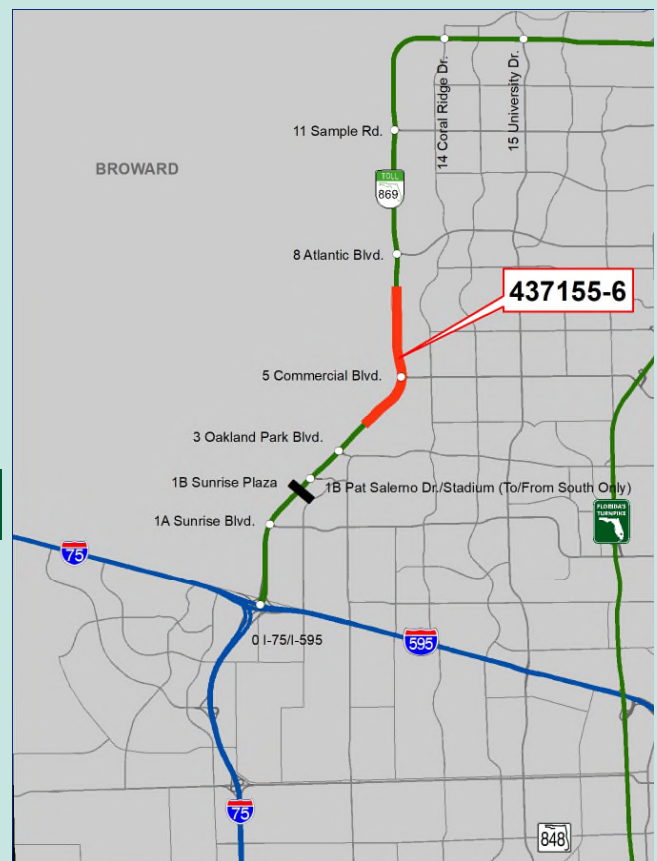 14 Coral Ridge Dr.
15 University Dr.
11 Sample Rd.
BROWARD
TOLL
869
8 Atlantic Blvd.
437155-6
5 Commercial Blvd.
3 Oakland Park Blvd.
1B Sunrise Plaza
1B Pat Salerno Dr./Stadium (To/From South Only)
1A Sunrise Blvd.
FLORIDA'S
TURNPIKE
75
0 I-75/I-595
595
75
848